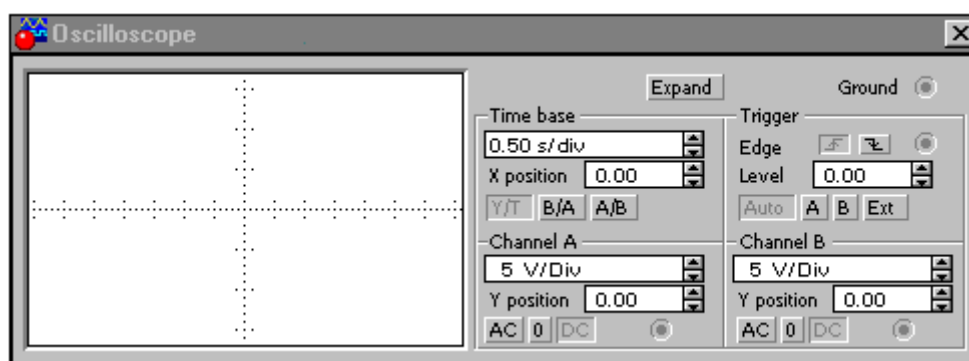 Oscilloscope
Expand Ground
Time base Trigger
0.50 s/div Edge
X position 0.00 Level 0.00
Y/T B/A A/B Auto A B Ext
Channel A Channel B
5 V/Div 5 V/Div
Y position 0.00 Y position 0.00
AC 0 DC AC 0 DC